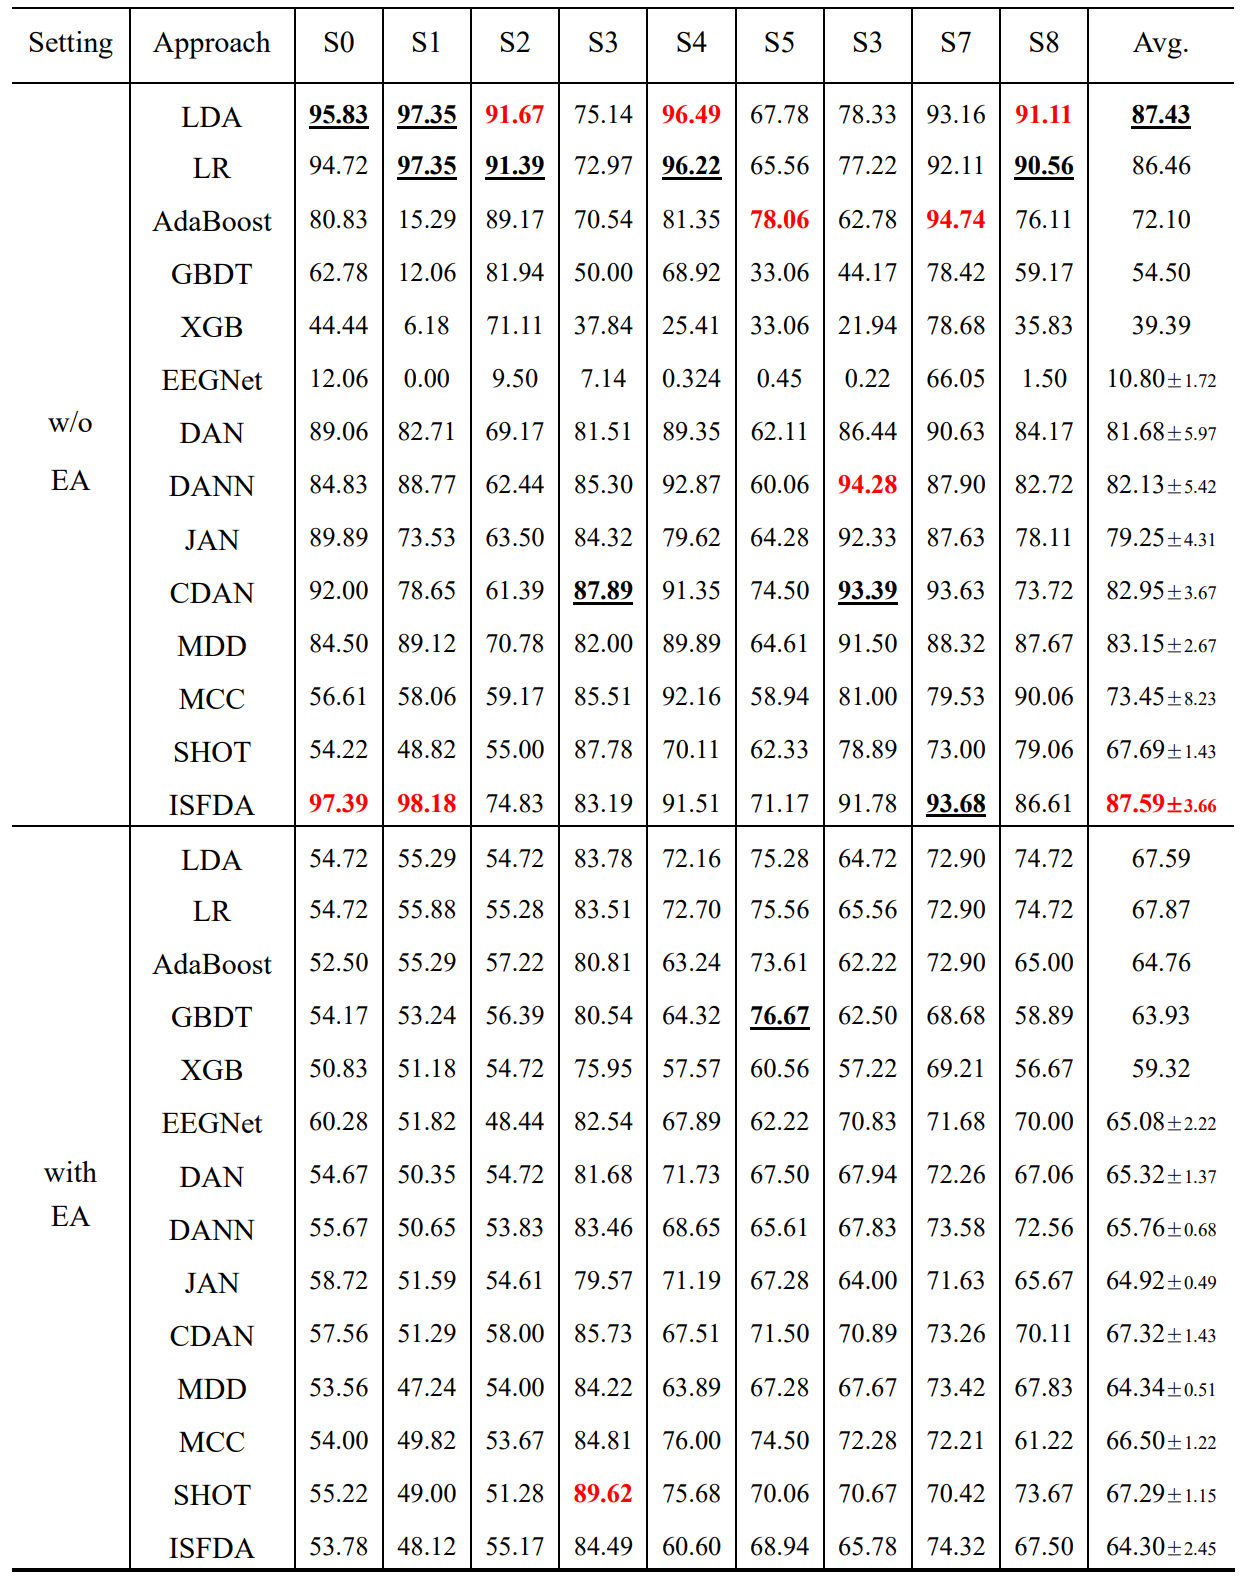 Setting Approach S0 S1 S2 S3 S4 S5 S3 S7 S8 Avg.
LDA 95.83 97.35 91.67 75.14 96.49 67.78 78.33 93.16 91.11 87.43
LR 94.72 97.35 91.39 72.97 96.22 65.56 77.22 92.11 90.56 86.46
AdaBoost 80.83 15.29 89.17 70.54 81.35 78.06 62.78 94.74 76.11 72.10
GBDT 62.78 12.06 81.94 50.00 68.92 33.06 44.17 78.42 59.17 54.50
XGB 44.44 6.18 71.11 37.84 25.41 33.06 21.94 78.68 35.83 39.39
EEGNet 12.06 0.00 9.50 7.14 0.324 0.45 0.22 66.05 1.50 10.80±1.72
w/o
DAN 89.06 82.71 69.17 81.51 89.35 62.11 86.44 90.63 84.17 81.68±5.97
EA
DANN 84.83 88.77 62.44 85.30 92.87 60.06 94.28 87.90 82.72 82.13±5.42
JAN 89.89 73.53 63.50 84.32 79.62 64.28 92.33 87.63 78.11 79.25±4.31
CDAN 92.00 78.65 61.39 87.89 91.35 74.50 93.39 93.63 73.72 82.95±3.67
MDD 84.50 89.12 70.78 82.00 89.89 64.61 91.50 88.32 87.67 83.15±2.67
MCC 56.61 58.06 59.17 85.51 92.16 58.94 81.00 79.53 90.06 73.45±8.23
SHOT 54.22 48.82 55.00 87.78 70.11 62.33 78.89 73.00 79.06 67.69±1.43
ISFDA 97.39 98.18 74.83 83.19 91.51 71.17 91.78 93.68 86.61 87.59±3.66
LDA 54.72 55.29 54.72 83.78 72.16 75.28 64.72 72.90 74.72 67.59
LR 54.72 55.88 55.28 83.51 72.70 75.56 65.56 72.90 74.72 67.87
AdaBoost 52.50 55.29 57.22 80.81 63.24 73.61 62.22 72.90 65.00 64.76
GBDT 54.17 53.24 56.39 80.54 64.32 76.67 62.50 68.68 58.89 63.93
XGB 50.83 51.18 54.72 75.95 57.57 60.56 57.22 69.21 56.67 59.32
EEGNet 60.28 51.82 48.44 82.54 67.89 62.22 70.83 71.68 70.00 65.08±2.22
with
DAN 54.67 50.35 54.72 81.68 71.73 67.50 67.94 72.26 67.06 65.32±1.37
EA
DANN 55.67 50.65 53.83 83.46 68.65 65.61 67.83 73.58 72.56 65.76±0.68
JAN 58.72 51.59 54.61 79.57 71.19 67.28 64.00 71.63 65.67 64.92±0.49
CDAN 57.56 51.29 58.00 85.73 67.51 71.50 70.89 73.26 70.11 67.32±1.43
MDD 53.56 47.24 54.00 84.22 63.89 67.28 67.67 73.42 67.83 64.34±0.51
MCC 54.00 49.82 53.67 84.81 76.00 74.50 72.28 72.21 61.22 66.50±1.22
SHOT 55.22 49.00 51.28 89.62 75.68 70.06 70.67 70.42 73.67 67.29±1.15
ISFDA 53.78 48.12 55.17 84.49 60.60 68.94 65.78 74.32 67.50 64.30±2.45